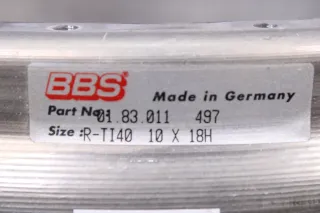 BBS
Made in Germany
Part No.: 01.83.011 497
Size : R-TI40 10 X 18H